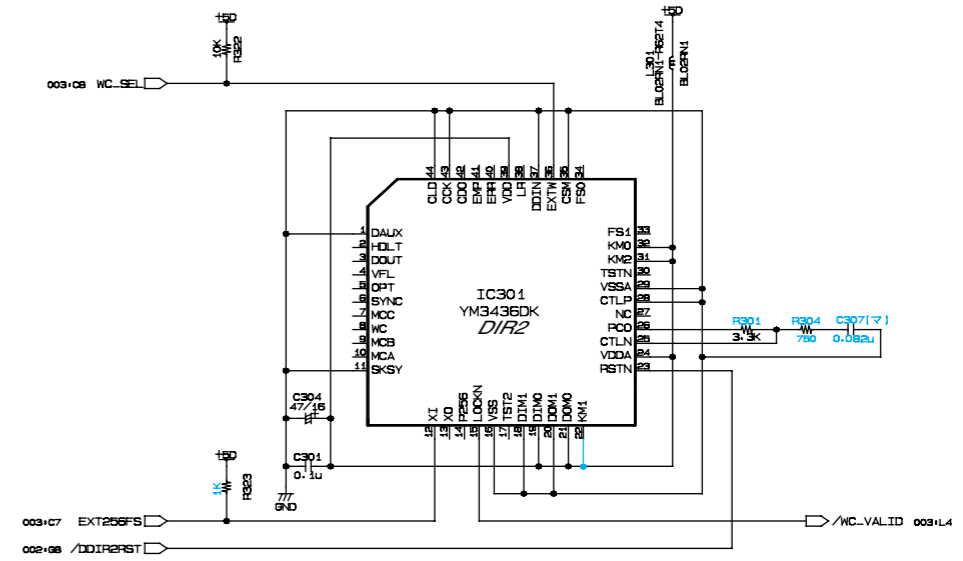 +5D
+5D
10K
R322
L301
BL02RN1-R62T4
BL02RN1
003:C8 WC_SEL
44 43 42 41 40 39 38 37 36 35 34
CLD CCK CDO EMP ERR VDD LR DDIN EXTW CSM FSO
1 DAUX
2 HDLT
3 DOUT
4 VFL
5 OPT
6 SYNC
7 MCC
8 WC
9 MCB
10 MCA
11 SKSY
IC301
YM3436DK
DIR2
FS1 33
KM0 32
KM2 31
TSTN 30
VSSA 29
CTLP 28
NC 27
PCO 26
CTLN 25
VDDA 24
RSTN 23
R301
3.3K
R304
750
C307(マ)
0.082u
XI XO P256 LOCKN VSS TST2 DIM1 DIM0 DOM1 DOM0 KM1
12 13 14 15 16 17 18 19 20 21 22
C304
47/16
+
C301
0.1u
+5D
1K
R323
GND
003:C7 EXT256FS
/WC_VALID 003:L4
002:G8 /DDIR2RST